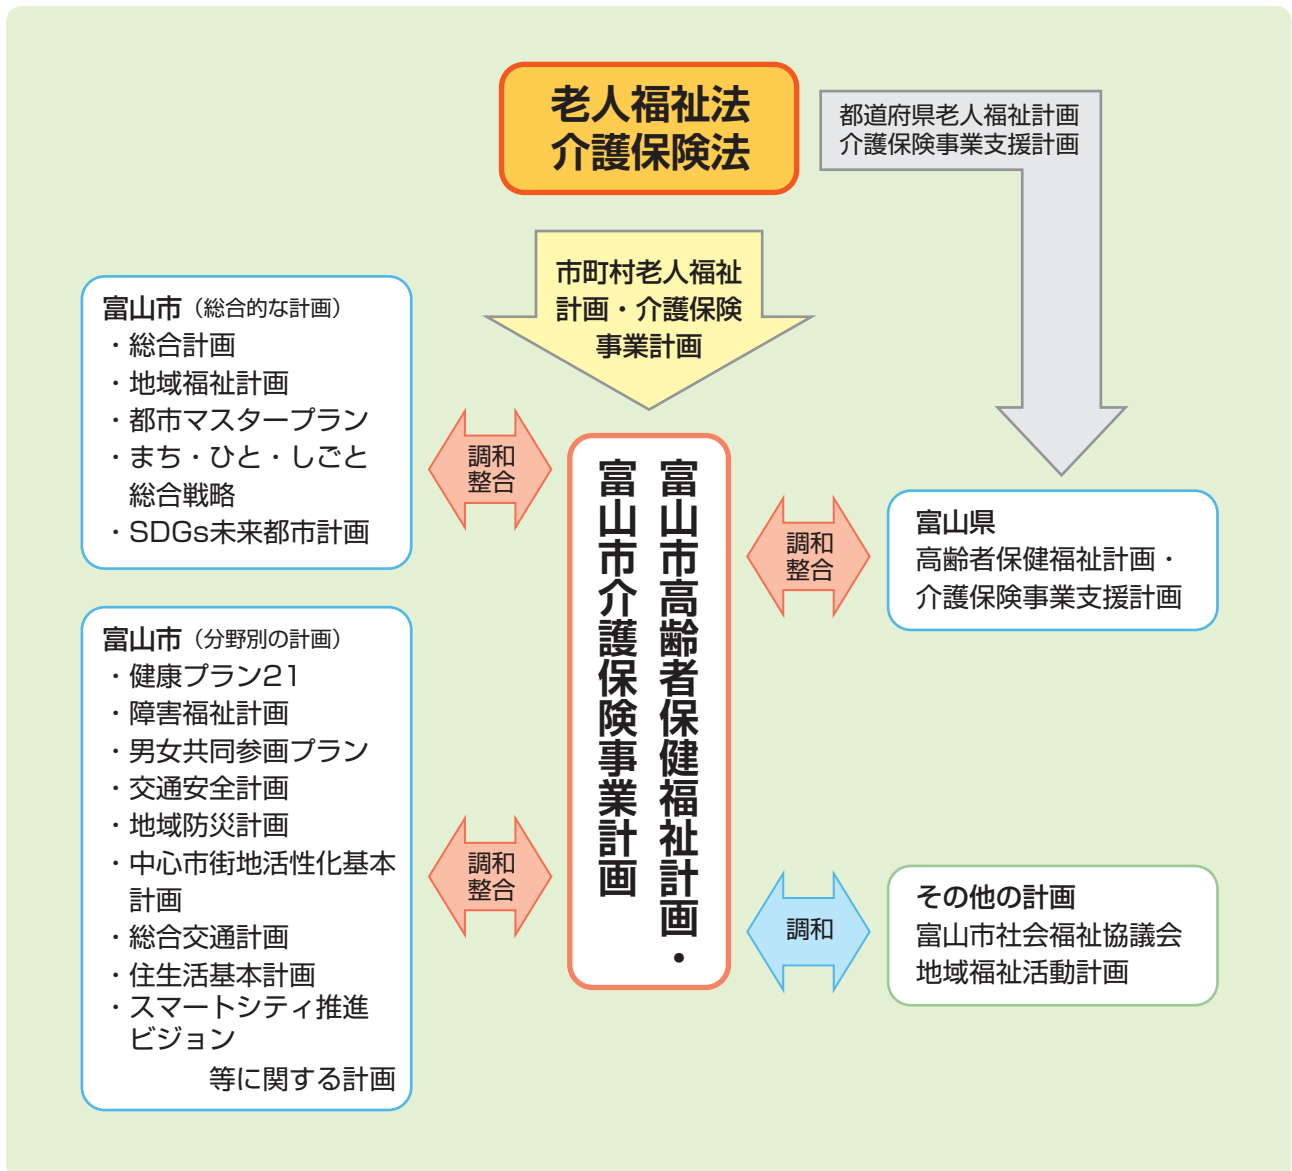 老人福祉法
介護保険法
都道府県老人福祉計画
介護保険事業支援計画
市町村老人福祉
計画・介護保険
事業計画
富山市（総合的な計画）
・総合計画
・地域福祉計画
・都市マスタープラン
・まち・ひと・しごと
総合戦略
・SDGs未来都市計画
調和
整合
富山市高齢者保健福祉計画・
富山市介護保険事業計画
調和
整合
富山県
高齢者保健福祉計画・
介護保険事業支援計画
富山市（分野別の計画）
・健康プラン21
・障害福祉計画
・男女共同参画プラン
・交通安全計画
・地域防災計画
・中心市街地活性化基本
計画
・総合交通計画
・住生活基本計画
・スマートシティ推進
ビジョン
等に関する計画
調和
整合
調和
その他の計画
富山市社会福祉協議会
地域福祉活動計画